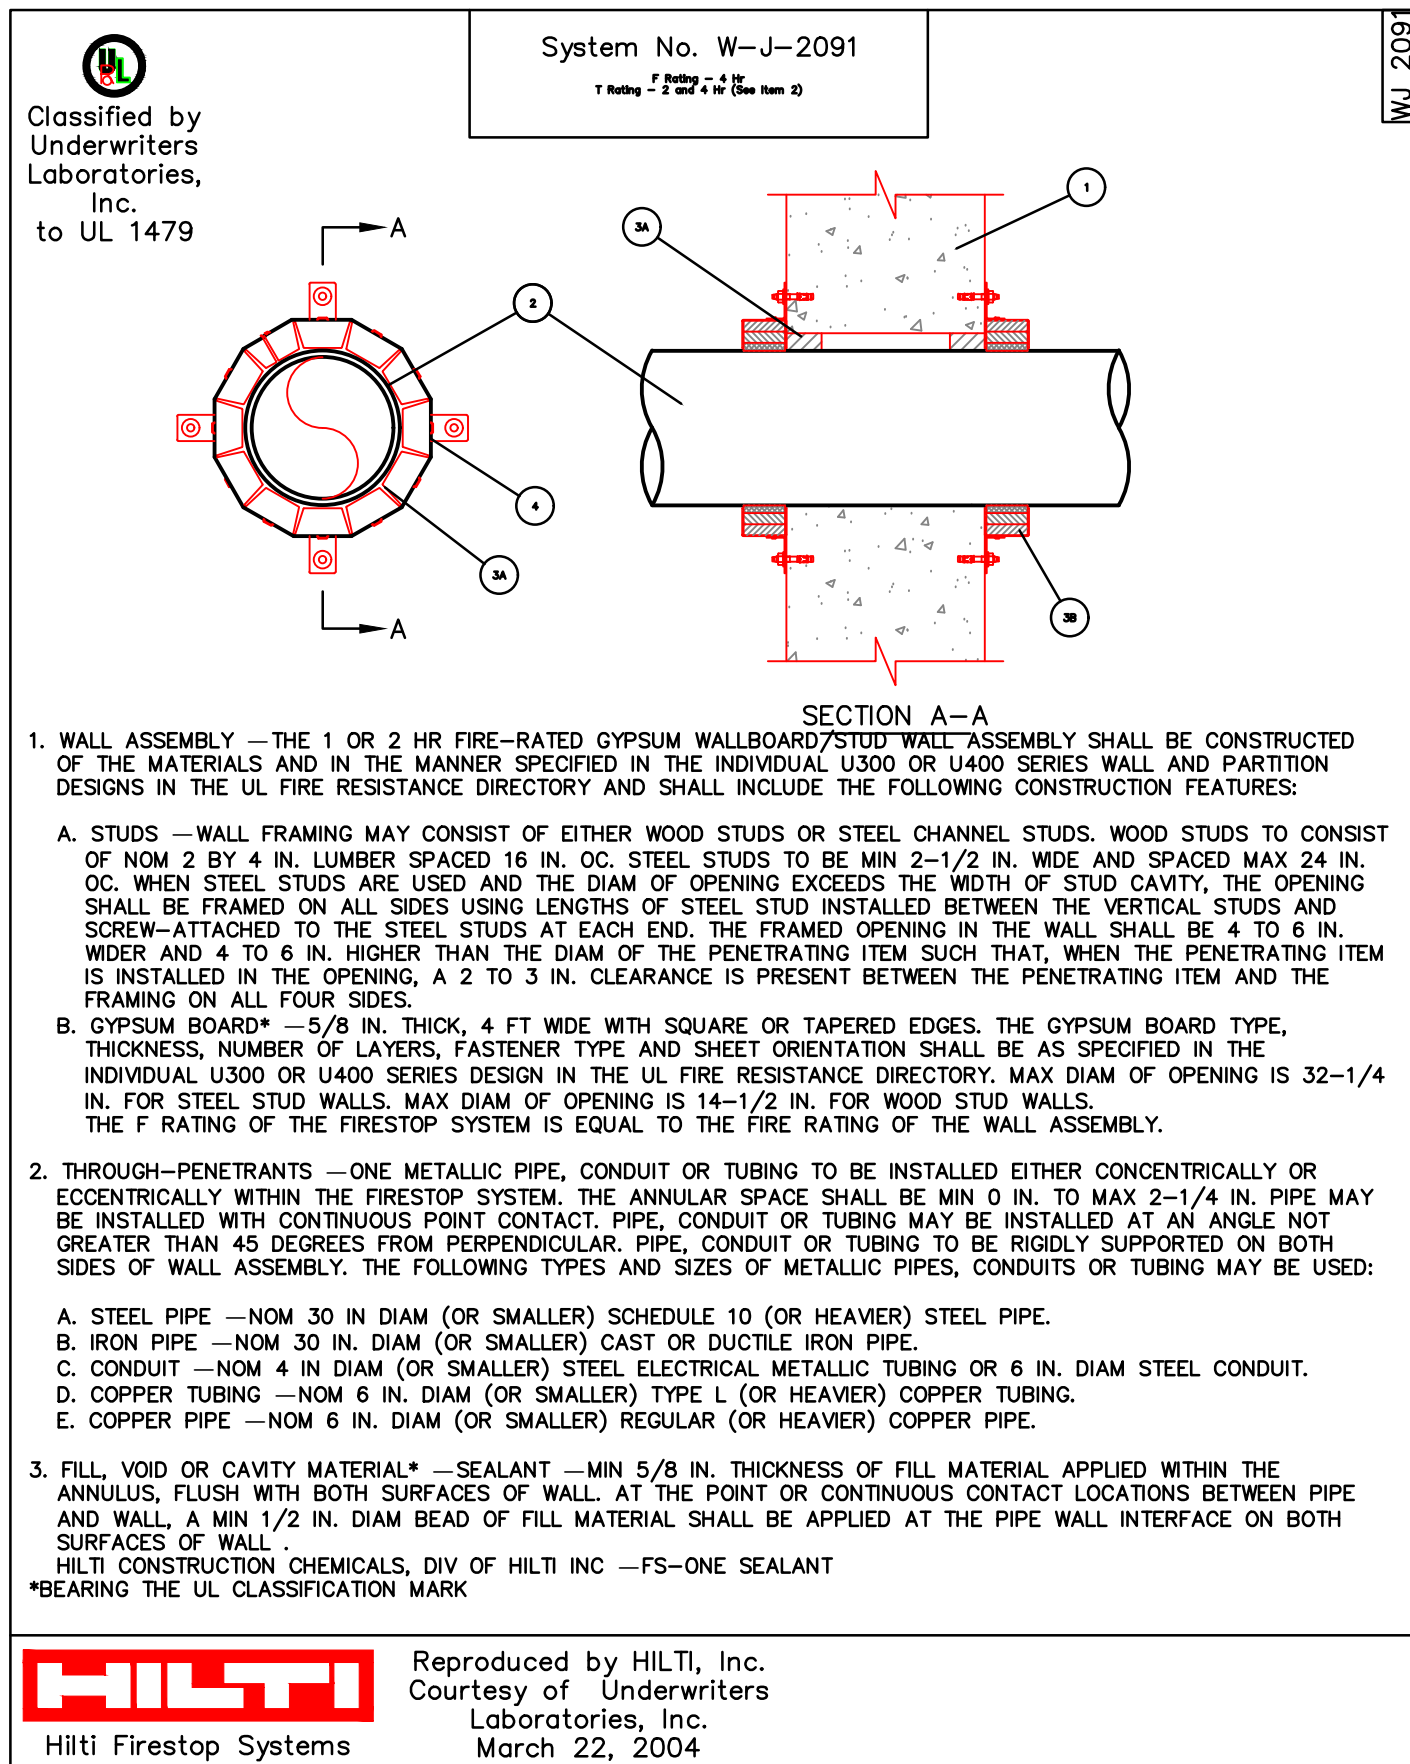 System No. W-J-2091
F Rating - 4 Hr
T Rating - 2 and 4 Hr (See Item 2)
WJ 2091
UL
Classified by
Underwriters
Laboratories,
Inc.
to UL 1479
A
A
2
4
3A
3A
1
3B
SECTION A-A
1. WALL ASSEMBLY - THE 1 OR 2 HR FIRE-RATED GYPSUM WALLBOARD/STUD WALL ASSEMBLY SHALL BE CONSTRUCTED
OF THE MATERIALS AND IN THE MANNER SPECIFIED IN THE INDIVIDUAL U300 OR U400 SERIES WALL AND PARTITION
DESIGNS IN THE UL FIRE RESISTANCE DIRECTORY AND SHALL INCLUDE THE FOLLOWING CONSTRUCTION FEATURES:
A. STUDS - WALL FRAMING MAY CONSIST OF EITHER WOOD STUDS OR STEEL CHANNEL STUDS. WOOD STUDS TO CONSIST
OF NOM 2 BY 4 IN. LUMBER SPACED 16 IN. OC. STEEL STUDS TO BE MIN 2-1/2 IN. WIDE AND SPACED MAX 24 IN.
OC. WHEN STEEL STUDS ARE USED AND THE DIAM OF OPENING EXCEEDS THE WIDTH OF STUD CAVITY, THE OPENING
SHALL BE FRAMED ON ALL SIDES USING LENGTHS OF STEEL STUD INSTALLED BETWEEN THE VERTICAL STUDS AND
SCREW-ATTACHED TO THE STEEL STUDS AT EACH END. THE FRAMED OPENING IN THE WALL SHALL BE 4 TO 6 IN.
WIDER AND 4 TO 6 IN. HIGHER THAN THE DIAM OF THE PENETRATING ITEM SUCH THAT, WHEN THE PENETRATING ITEM
IS INSTALLED IN THE OPENING, A 2 TO 3 IN. CLEARANCE IS PRESENT BETWEEN THE PENETRATING ITEM AND THE
FRAMING ON ALL FOUR SIDES.
B. GYPSUM BOARD* - 5/8 IN. THICK, 4 FT WIDE WITH SQUARE OR TAPERED EDGES. THE GYPSUM BOARD TYPE,
THICKNESS, NUMBER OF LAYERS, FASTENER TYPE AND SHEET ORIENTATION SHALL BE AS SPECIFIED IN THE
INDIVIDUAL U300 OR U400 SERIES DESIGN IN THE UL FIRE RESISTANCE DIRECTORY. MAX DIAM OF OPENING IS 32-1/4
IN. FOR STEEL STUD WALLS. MAX DIAM OF OPENING IS 14-1/2 IN. FOR WOOD STUD WALLS.
THE F RATING OF THE FIRESTOP SYSTEM IS EQUAL TO THE FIRE RATING OF THE WALL ASSEMBLY.
2. THROUGH-PENETRANTS - ONE METALLIC PIPE, CONDUIT OR TUBING TO BE INSTALLED EITHER CONCENTRICALLY OR
ECCENTRICALLY WITHIN THE FIRESTOP SYSTEM. THE ANNULAR SPACE SHALL BE MIN 0 IN. TO MAX 2-1/4 IN. PIPE MAY
BE INSTALLED WITH CONTINUOUS POINT CONTACT. PIPE, CONDUIT OR TUBING MAY BE INSTALLED AT AN ANGLE NOT
GREATER THAN 45 DEGREES FROM PERPENDICULAR. PIPE, CONDUIT OR TUBING TO BE RIGIDLY SUPPORTED ON BOTH
SIDES OF WALL ASSEMBLY. THE FOLLOWING TYPES AND SIZES OF METALLIC PIPES, CONDUITS OR TUBING MAY BE USED:
A. STEEL PIPE - NOM 30 IN DIAM (OR SMALLER) SCHEDULE 10 (OR HEAVIER) STEEL PIPE.
B. IRON PIPE - NOM 30 IN. DIAM (OR SMALLER) CAST OR DUCTILE IRON PIPE.
C. CONDUIT - NOM 4 IN DIAM (OR SMALLER) STEEL ELECTRICAL METALLIC TUBING OR 6 IN. DIAM STEEL CONDUIT.
D. COPPER TUBING - NOM 6 IN. DIAM (OR SMALLER) TYPE L (OR HEAVIER) COPPER TUBING.
E. COPPER PIPE - NOM 6 IN. DIAM (OR SMALLER) REGULAR (OR HEAVIER) COPPER PIPE.
3. FILL, VOID OR CAVITY MATERIAL* - SEALANT - MIN 5/8 IN. THICKNESS OF FILL MATERIAL APPLIED WITHIN THE
ANNULUS, FLUSH WITH BOTH SURFACES OF WALL. AT THE POINT OR CONTINUOUS CONTACT LOCATIONS BETWEEN PIPE
AND WALL, A MIN 1/2 IN. DIAM BEAD OF FILL MATERIAL SHALL BE APPLIED AT THE PIPE WALL INTERFACE ON BOTH
SURFACES OF WALL .
HILTI CONSTRUCTION CHEMICALS, DIV OF HILTI INC - FS-ONE SEALANT
*BEARING THE UL CLASSIFICATION MARK
HILTI
Hilti Firestop Systems
Reproduced by HILTI, Inc.
Courtesy of Underwriters
Laboratories, Inc.
March 22, 2004